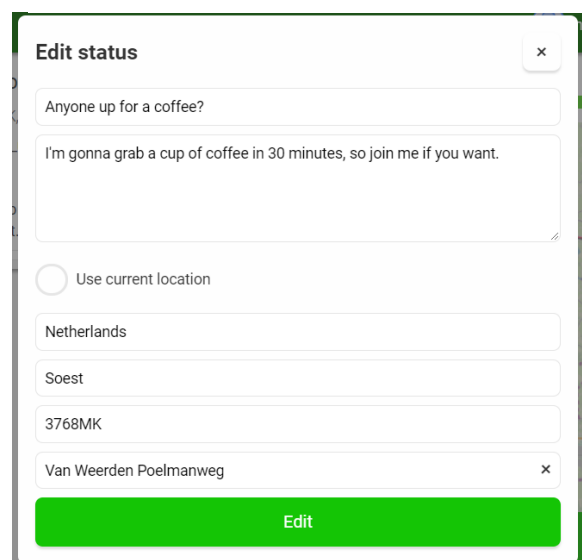 Edit status
×
Anyone up for a coffee?
I'm gonna grab a cup of coffee in 30 minutes, so join me if you want.
Use current location
Netherlands
Soest
3768MK
Van Weerden Poelmanweg ×
Edit